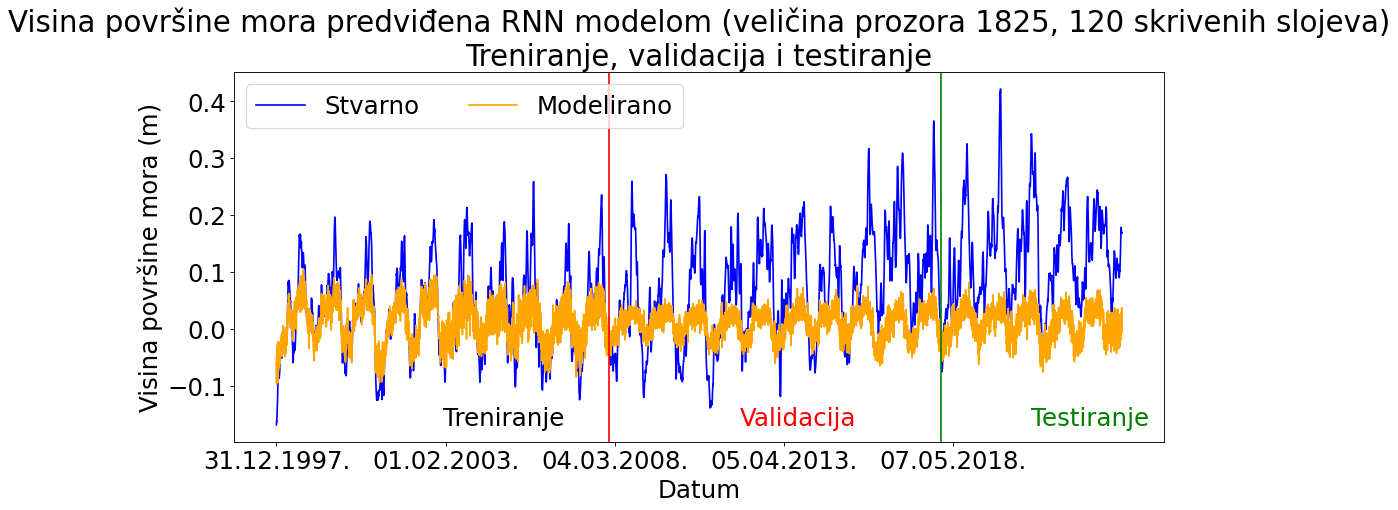 Visina površine mora predviđena RNN modelom (veličina prozora 1825, 120 skrivenih slojeva)
Treniranje, validacija i testiranje
Stvarno
Modelirano
Visina površine mora (m)
0.4
0.3
0.2
0.1
0.0
−0.1
Treniranje
Validacija
Testiranje
31.12.1997.
01.02.2003.
04.03.2008.
05.04.2013.
07.05.2018.
Datum